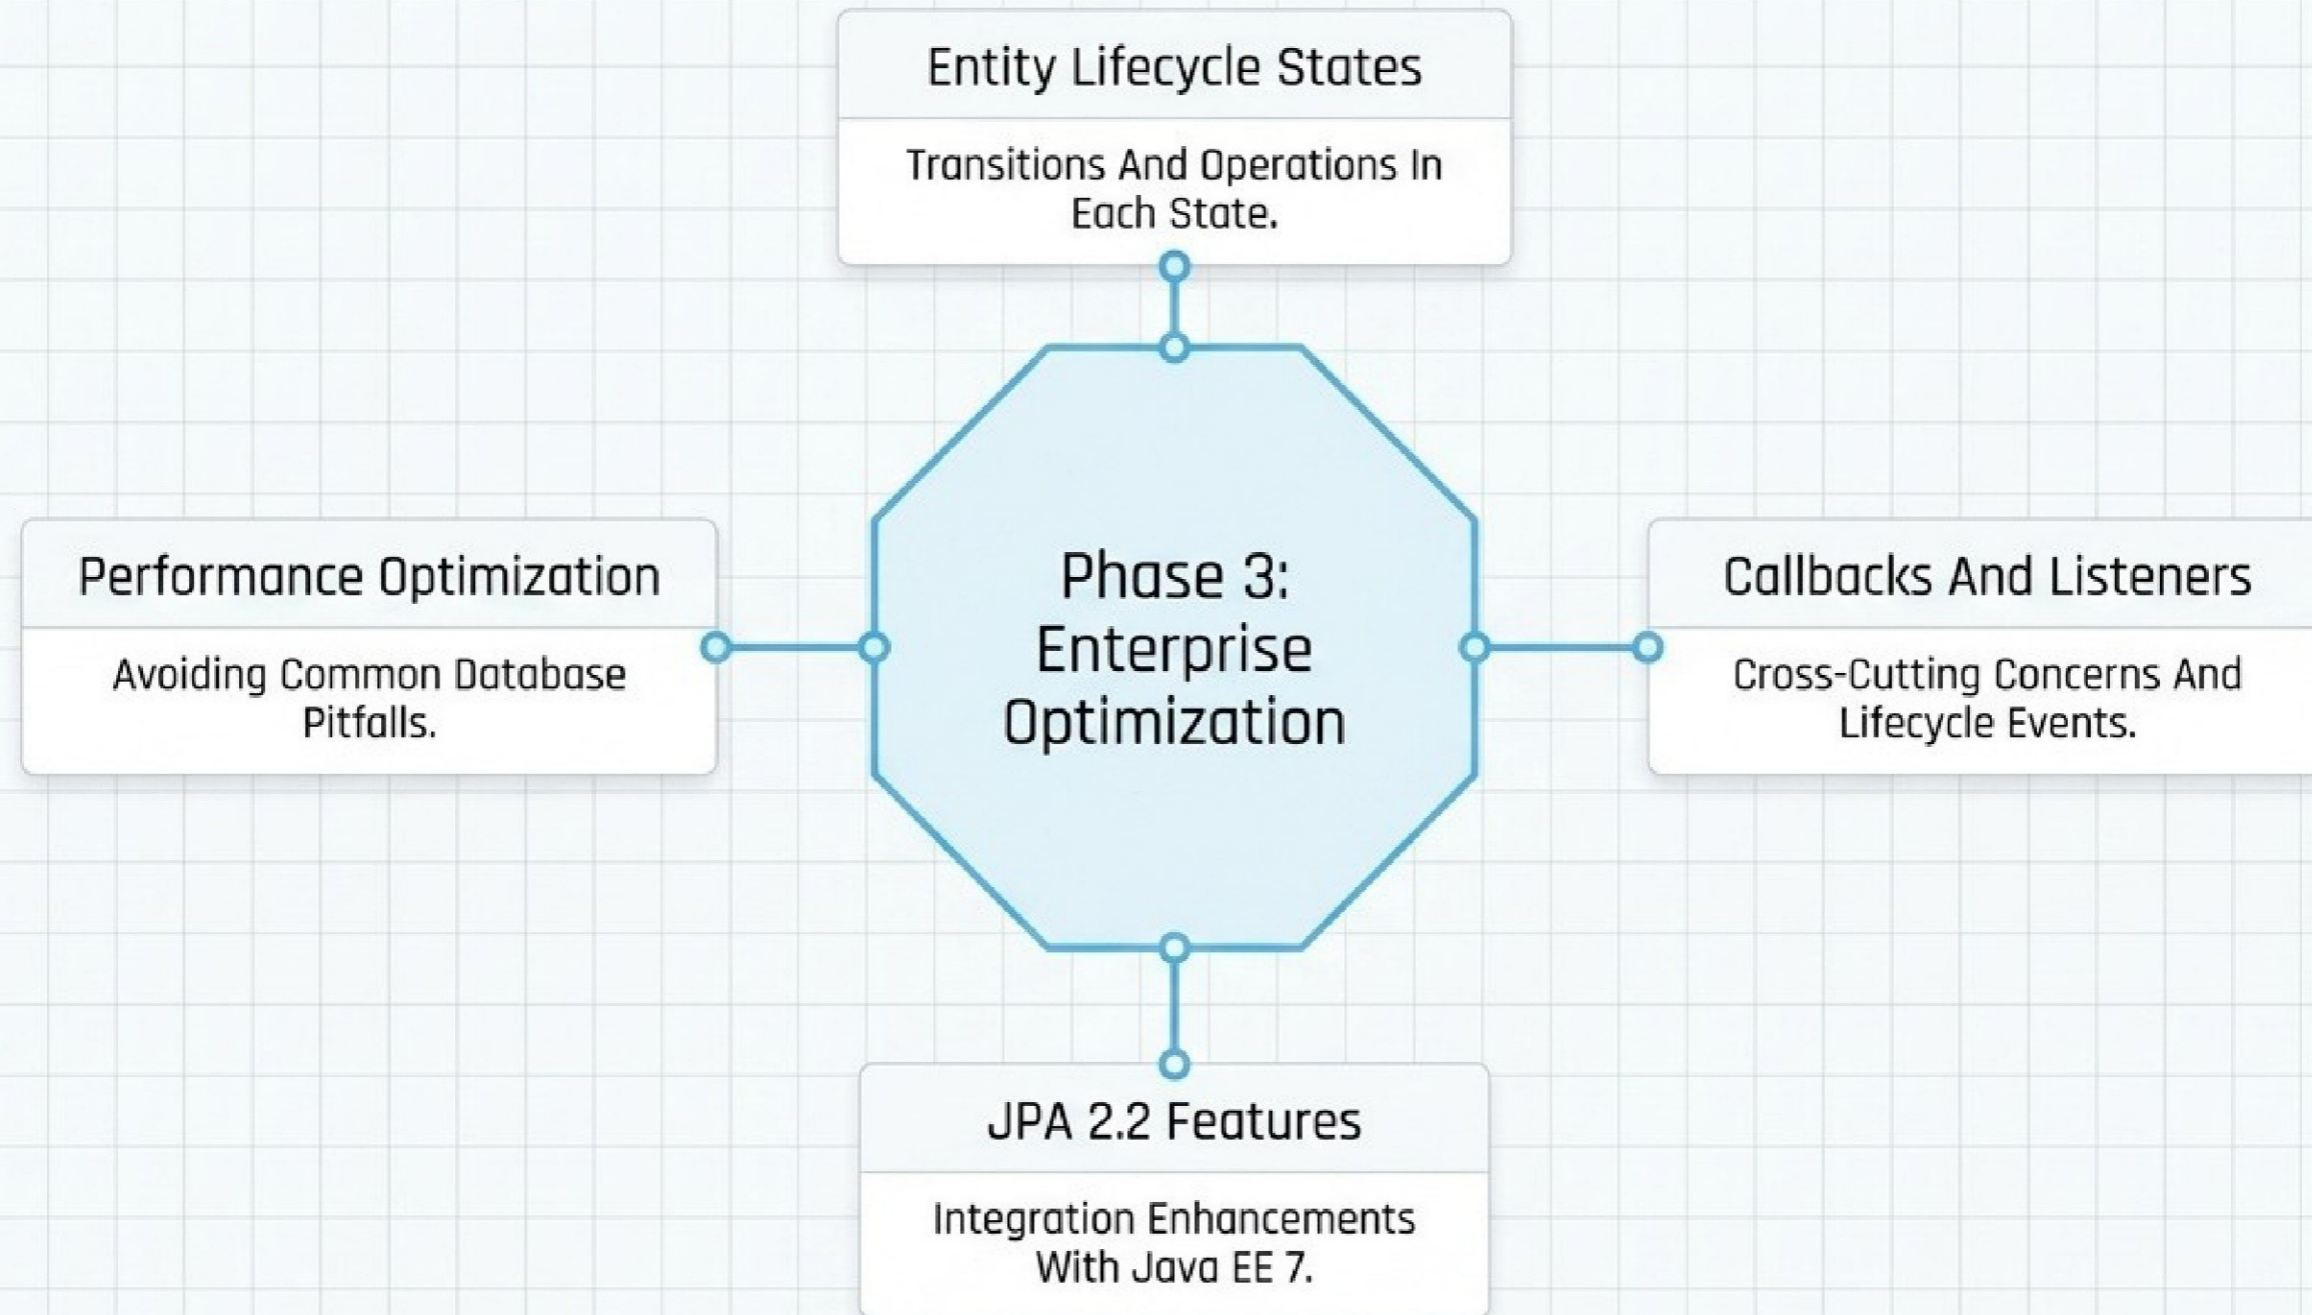 Entity Lifecycle States
Transitions And Operations In
Each State.
Performance Optimization
Avoiding Common Database
Pitfalls.
Phase 3:
Enterprise
Optimization
Callbacks And Listeners
Cross-Cutting Concerns And
Lifecycle Events.
JPA 2.2 Features
Integration Enhancements
With Java EE 7.